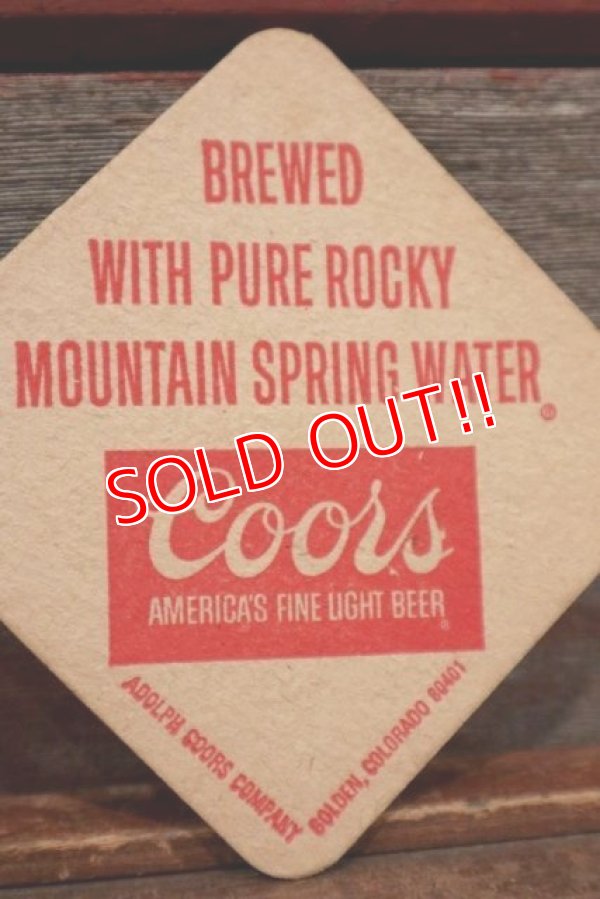 BREWED
WITH PURE ROCKY
MOUNTAIN SPRING WATER®
SOLD OUT!!
Coors
AMERICA'S FINE LIGHT BEER®
ADOLPH COORS COMPANY GOLDEN, COLORADO 80401